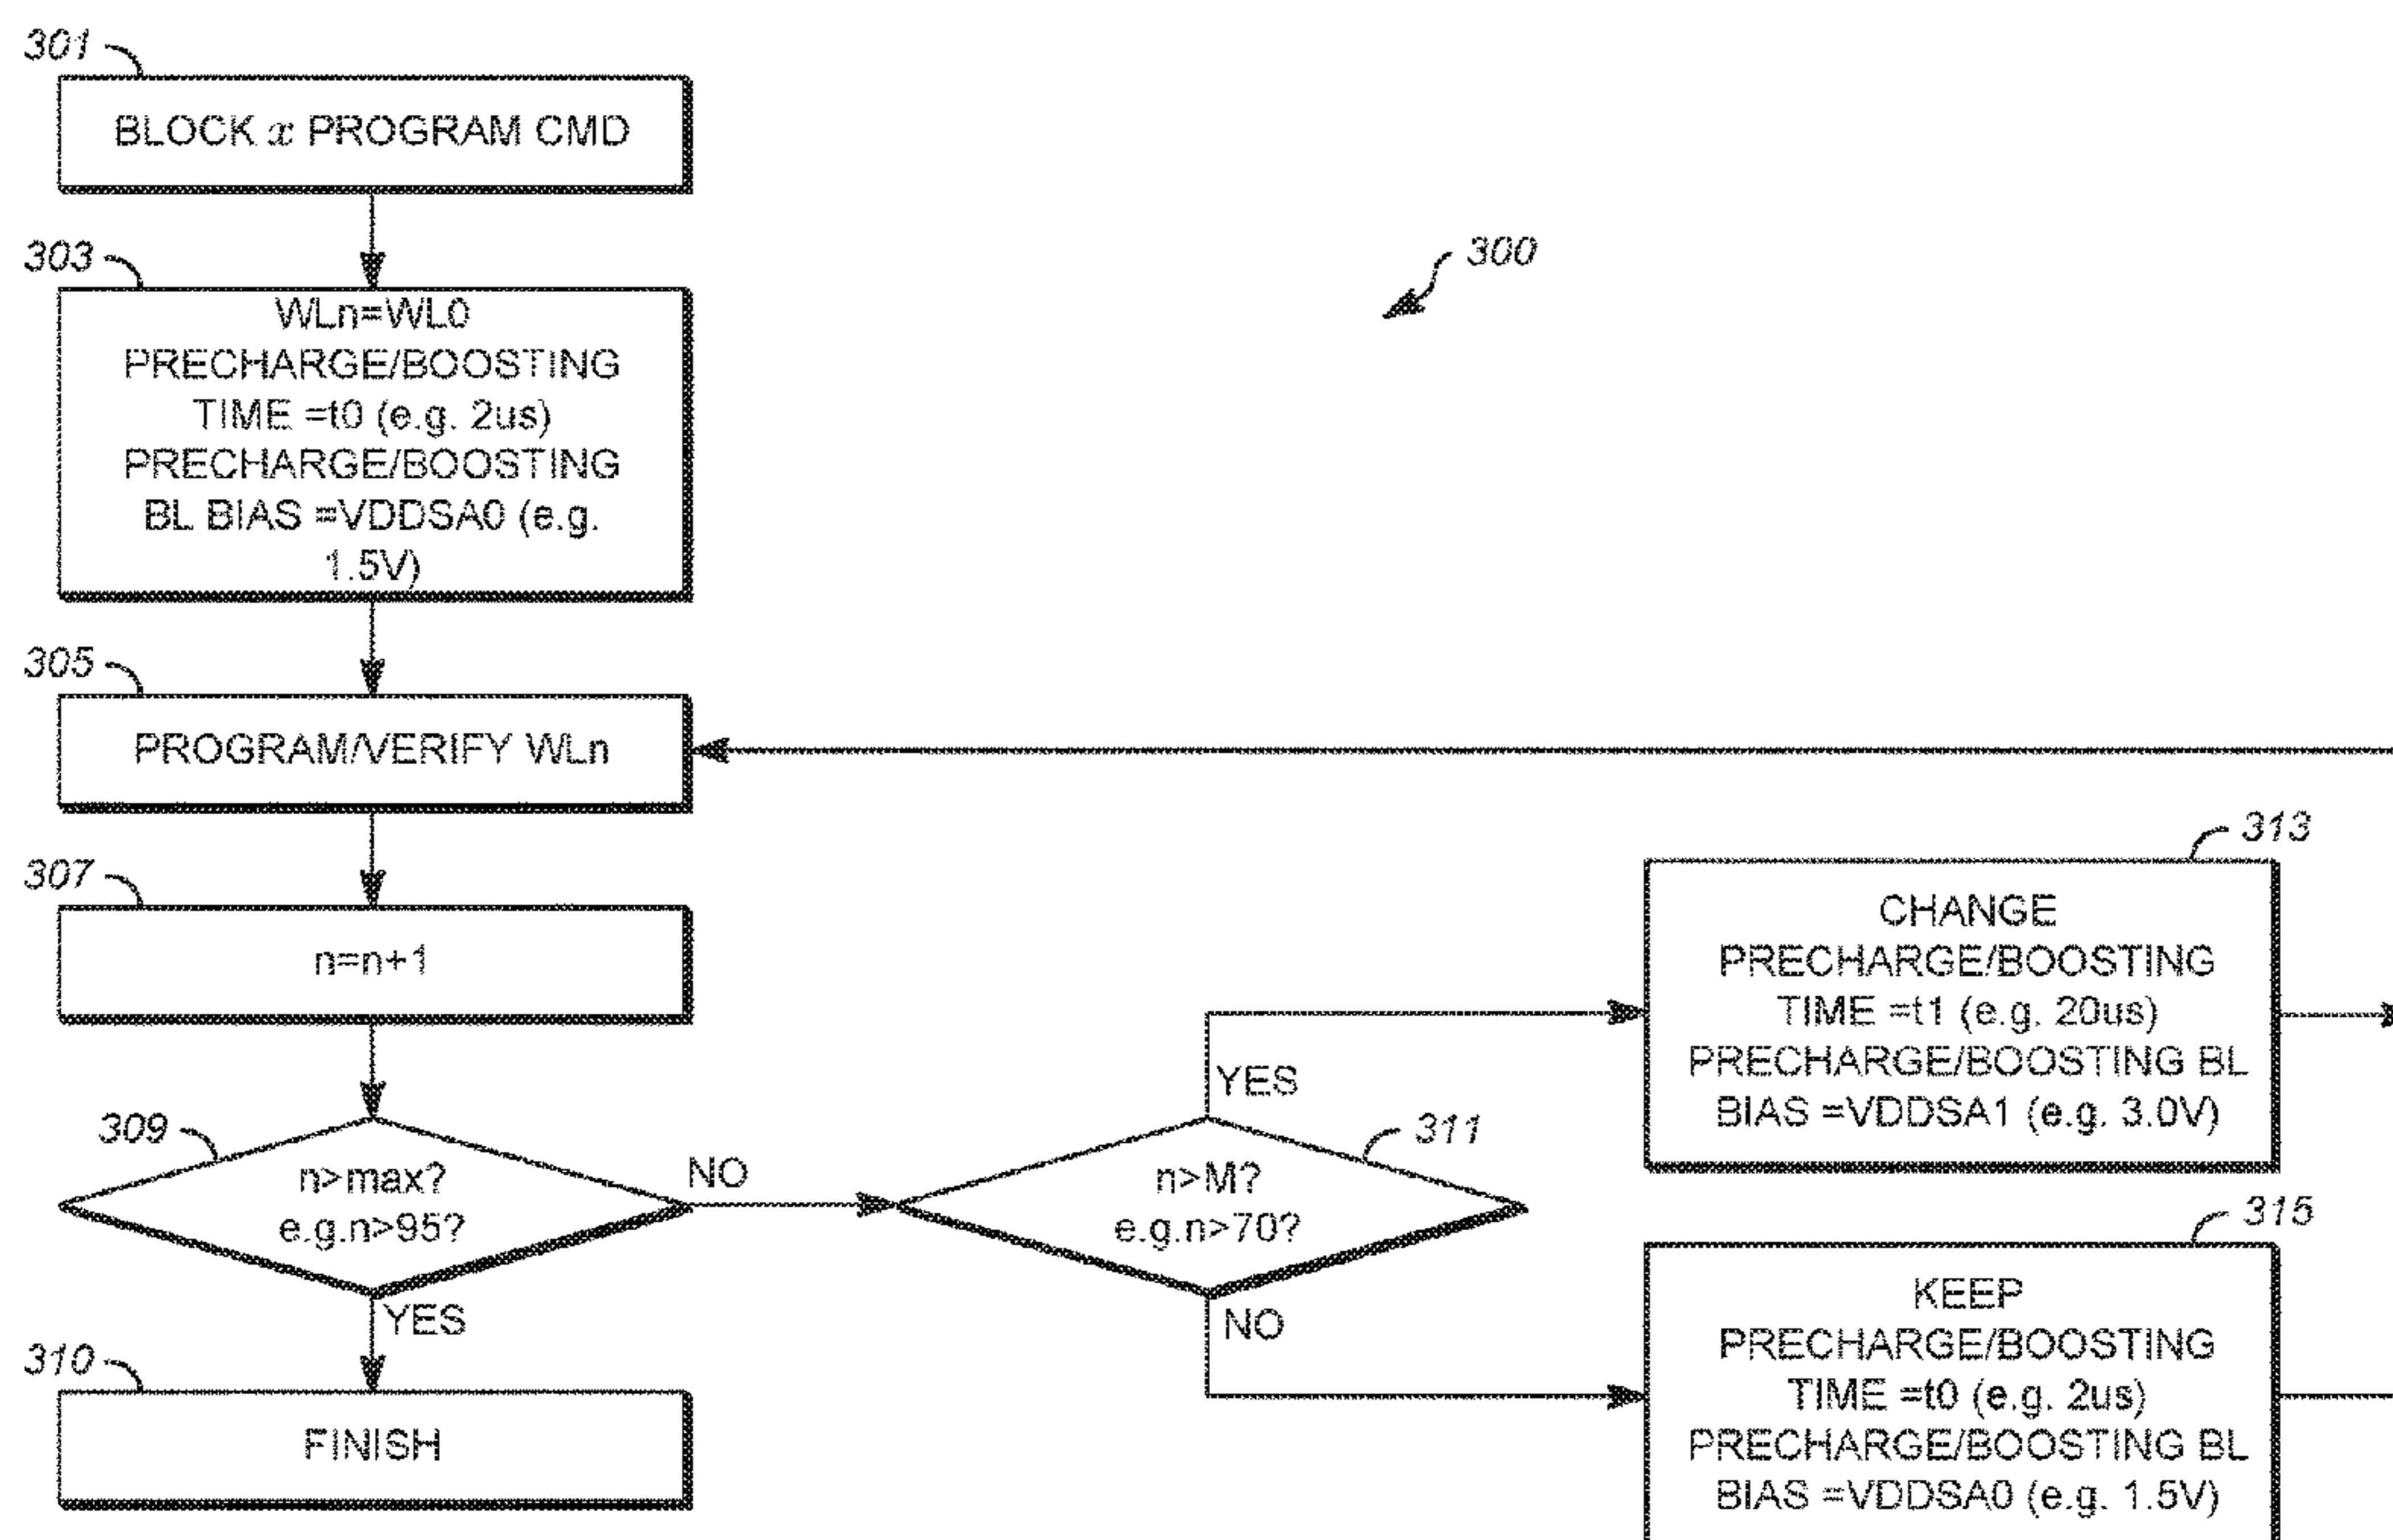 301
BLOCK x PROGRAM CMD
303
WLn=WL0
PRECHARGE/BOOSTING
TIME =t0 (e.g. 2us)
PRECHARGE/BOOSTING
BL BIAS =VDDSA0 (e.g.
1.5V)
300
305
PROGRAM/VERIFY WLn
307
n=n+1
309
n>max?
e.g.n>95?
NO
YES
310
FINISH
311
n>M?
e.g.n>70?
YES
NO
313
CHANGE
PRECHARGE/BOOSTING
TIME =t1 (e.g. 20us)
PRECHARGE/BOOSTING BL
BIAS =VDDSA1 (e.g. 3.0V)
315
KEEP
PRECHARGE/BOOSTING
TIME =t0 (e.g. 2us)
PRECHARGE/BOOSTING BL
BIAS =VDDSA0 (e.g. 1.5V)